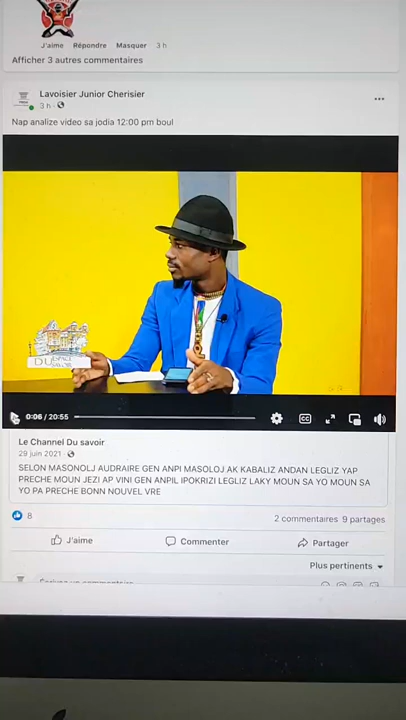 J'aime Répondre Masquer 3 h
Afficher 3 autres commentaires
Lavoisier Junior Cherisier
3 h ·
Nap analize video sa jodia 12:00 pm boul
DU
0:06 / 20:55
CC
Le Channel Du savoir
29 juin 2021 ·
SELON MASONOLJ AUDRAIRE GEN ANPI MASOLOJ AK KABALIZ ANDAN LEGLIZ YAP
PRECHE MOUN JEZI AP VINI GEN ANPIL IPOKRIZI LEGLIZ LAKY MOUN SA YO MOUN SA
YO PA PRECHE BONN NOUVEL VRE
8
2 commentaires 9 partages
J'aime
Commenter
Partager
Plus pertinents